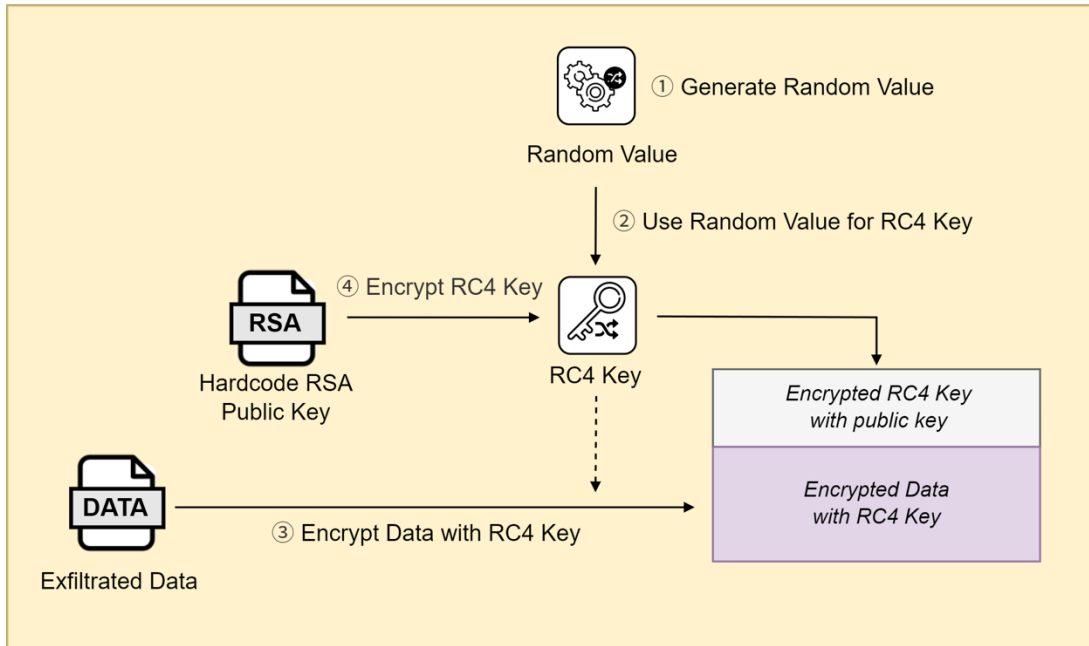 ① Generate Random Value
Random Value
② Use Random Value for RC4 Key
④ Encrypt RC4 Key
RSA
Hardcode RSA
Public Key
RC4 Key
Encrypted RC4 Key
with public key
DATA
Encrypted Data
with RC4 Key
③ Encrypt Data with RC4 Key
Exfiltrated Data